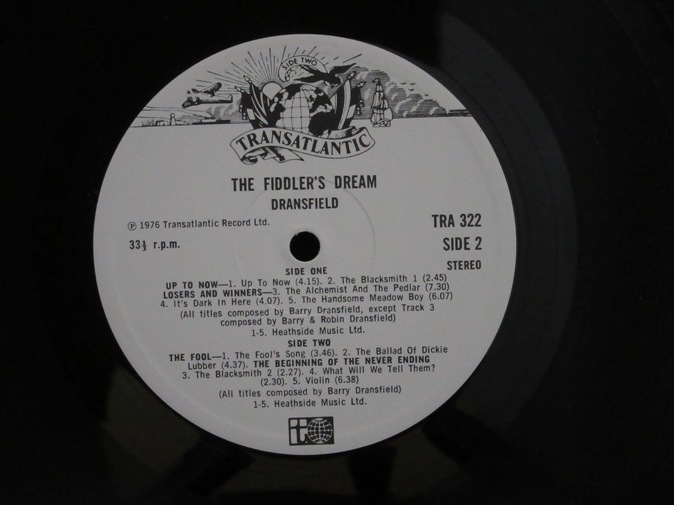 SIDE TWO
TRANSATLANTIC
THE FIDDLER'S DREAM
DRANSFIELD
℗ 1976 Transatlantic Record Ltd.
TRA 322
33⅓ r.p.m.
SIDE 2
STEREO
SIDE ONE
UP TO NOW—1. Up To Now (4.15). 2. The Blacksmith 1 (2.45)
LOSERS AND WINNERS—3. The Alchemist And The Pedlar (7.30)
4. It's Dark In Here (4.07). 5. The Handsome Meadow Boy (6.07)
(All titles composed by Barry Dransfield, except Track 3
composed by Barry & Robin Dransfield)
1-5. Heathside Music Ltd.
SIDE TWO
THE FOOL—1. The Fool's Song (3.46). 2. The Ballad Of Dickie
Lubber (4.37). THE BEGINNING OF THE NEVER ENDING
3. The Blacksmith 2 (2.27). 4. What Will We Tell Them?
(2.30). 5. Violin (6.38)
(All titles composed by Barry Dransfield)
1-5. Heathside Music Ltd.